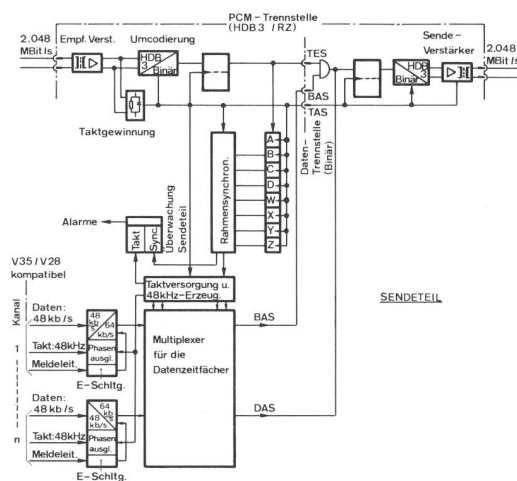 PCM - Trennstelle
(HDB3 / RZ)
2,048
MBit/s
Empf. Verst.
Umcodierung
HDB
3
Binär
TES
BAS
TAS
Sende -
Verstärker
HDB
3
Binär
2,048
MBit/s
Taktgewinnung
Daten-
Trennstelle
(Binär)
Rahmensynchron.
A
B
C
D
W
X
Y
Z
Überwachung
Sendeteil
Alarme
Takt
Sync.
V35 / V28
kompatibel
Taktversorgung u.
48kHz-Erzeug.
SENDETEIL
Kanal
1
n
Daten:
48 kb/s
Takt:48kHz
Meldeleit.
48
kb
s
64
kb/s
Phasen
ausgl.
E-Schltg.
Multiplexer
für die
Datenzeitfächer
BAS
DAS
Daten:
48 kb/s
Takt:48kHz
Meldeleit.
48
kb/s
64
kb
s
Phasen
ausgl.
E-Schltg.